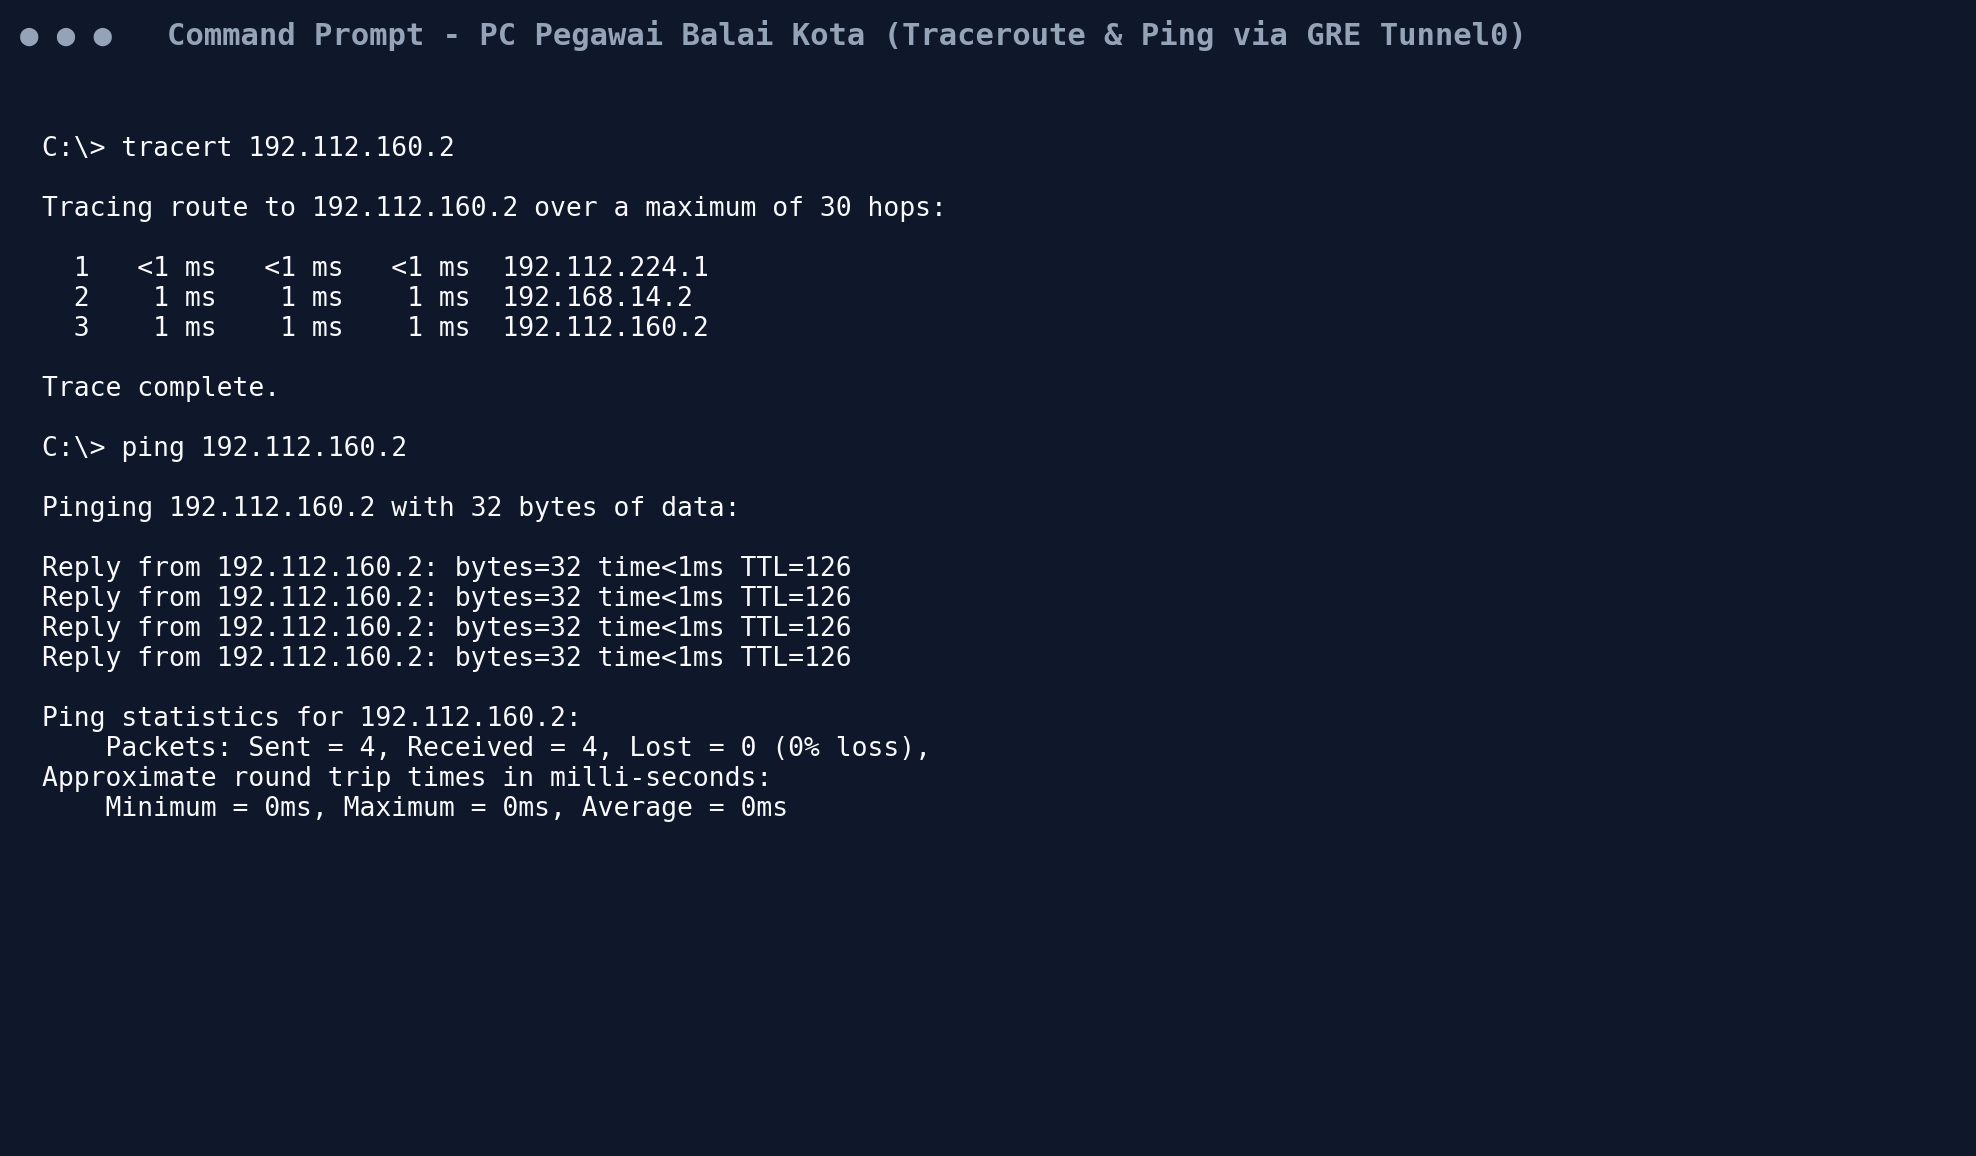 Command Prompt - PC Pegawai Balai Kota (Traceroute & Ping via GRE Tunnel0)
C:\> tracert 192.112.160.2
Tracing route to 192.112.160.2 over a maximum of 30 hops:
  1   <1 ms   <1 ms   <1 ms  192.112.224.1
  2    1 ms    1 ms    1 ms  192.168.14.2
  3    1 ms    1 ms    1 ms  192.112.160.2
Trace complete.
C:\> ping 192.112.160.2
Pinging 192.112.160.2 with 32 bytes of data:
Reply from 192.112.160.2: bytes=32 time<1ms TTL=126
Reply from 192.112.160.2: bytes=32 time<1ms TTL=126
Reply from 192.112.160.2: bytes=32 time<1ms TTL=126
Reply from 192.112.160.2: bytes=32 time<1ms TTL=126
Ping statistics for 192.112.160.2:
    Packets: Sent = 4, Received = 4, Lost = 0 (0% loss),
Approximate round trip times in milli-seconds:
    Minimum = 0ms, Maximum = 0ms, Average = 0ms